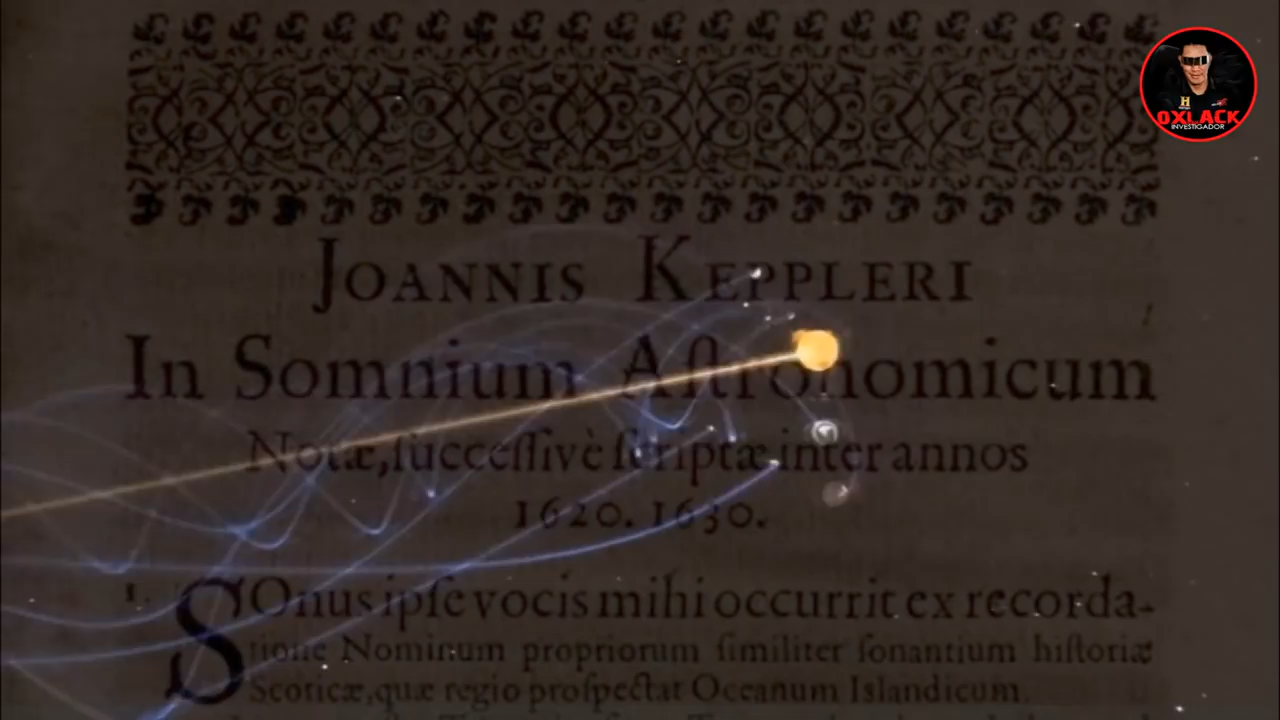 JOANNIS KEPPLERI
In Somnium Aſtronomicum
Notæ, ſucceſſivè ſcriptæ inter annos
1620. 1630.
1. SOnus ipſe vocis mihi occurrit ex recorda-
tione Nominum propriorum ſimiliter ſonantium hiſtoriæ
Scoticæ, quæ regio proſpectat Oceanum Islandicum.
H
OXLACK
INVESTIGADOR